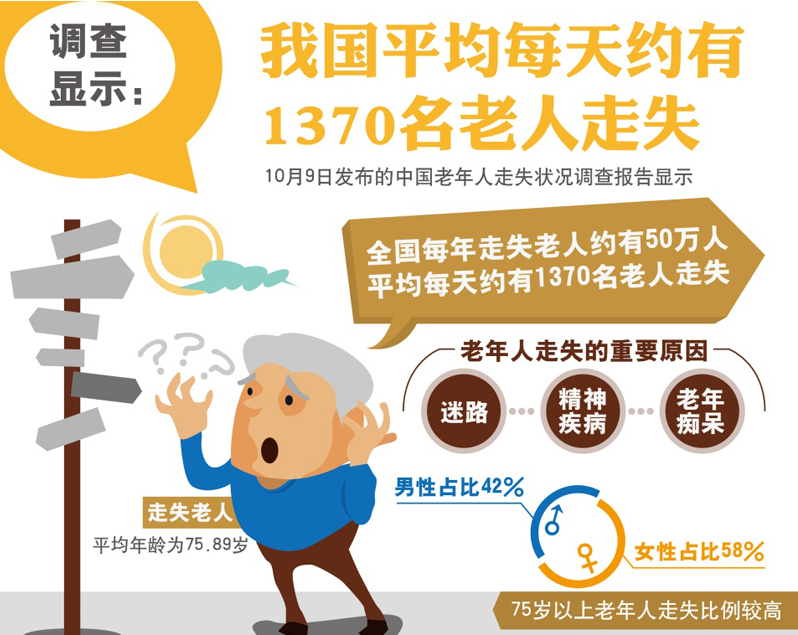 调查
显示：
我国平均每天约有
1370名老人走失
10月9日发布的中国老年人走失状况调查报告显示
全国每年走失老人约有50万人
平均每天约有1370名老人走失
? ? ?
老年人走失的重要原因
迷路
精神
疾病
老年
痴呆
男性占比42%
走失老人
平均年龄为75.89岁
女性占比58%
75岁以上老年人走失比例较高